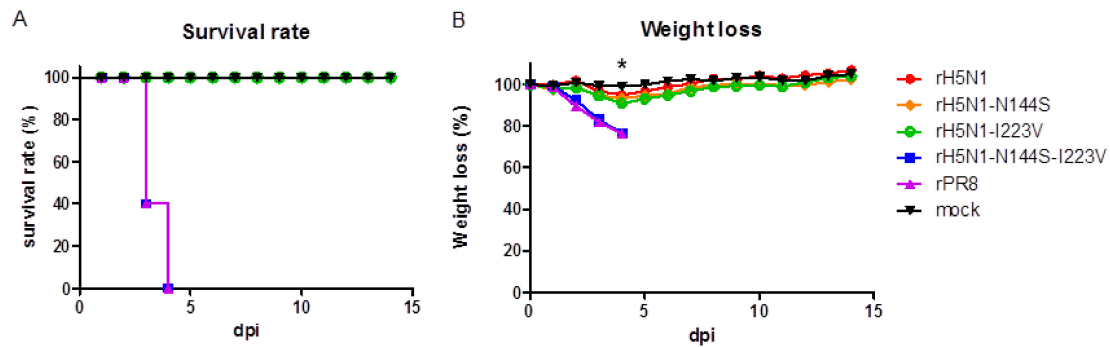 A
Survival rate
survival rate (%)
100
80
60
40
20
0
0
5
10
15
dpi
B
Weight loss
*
Weight loss (%)
100
80
60
40
20
0
0
5
10
15
dpi
rH5N1
rH5N1-N144S
rH5N1-I223V
rH5N1-N144S-I223V
rPR8
mock